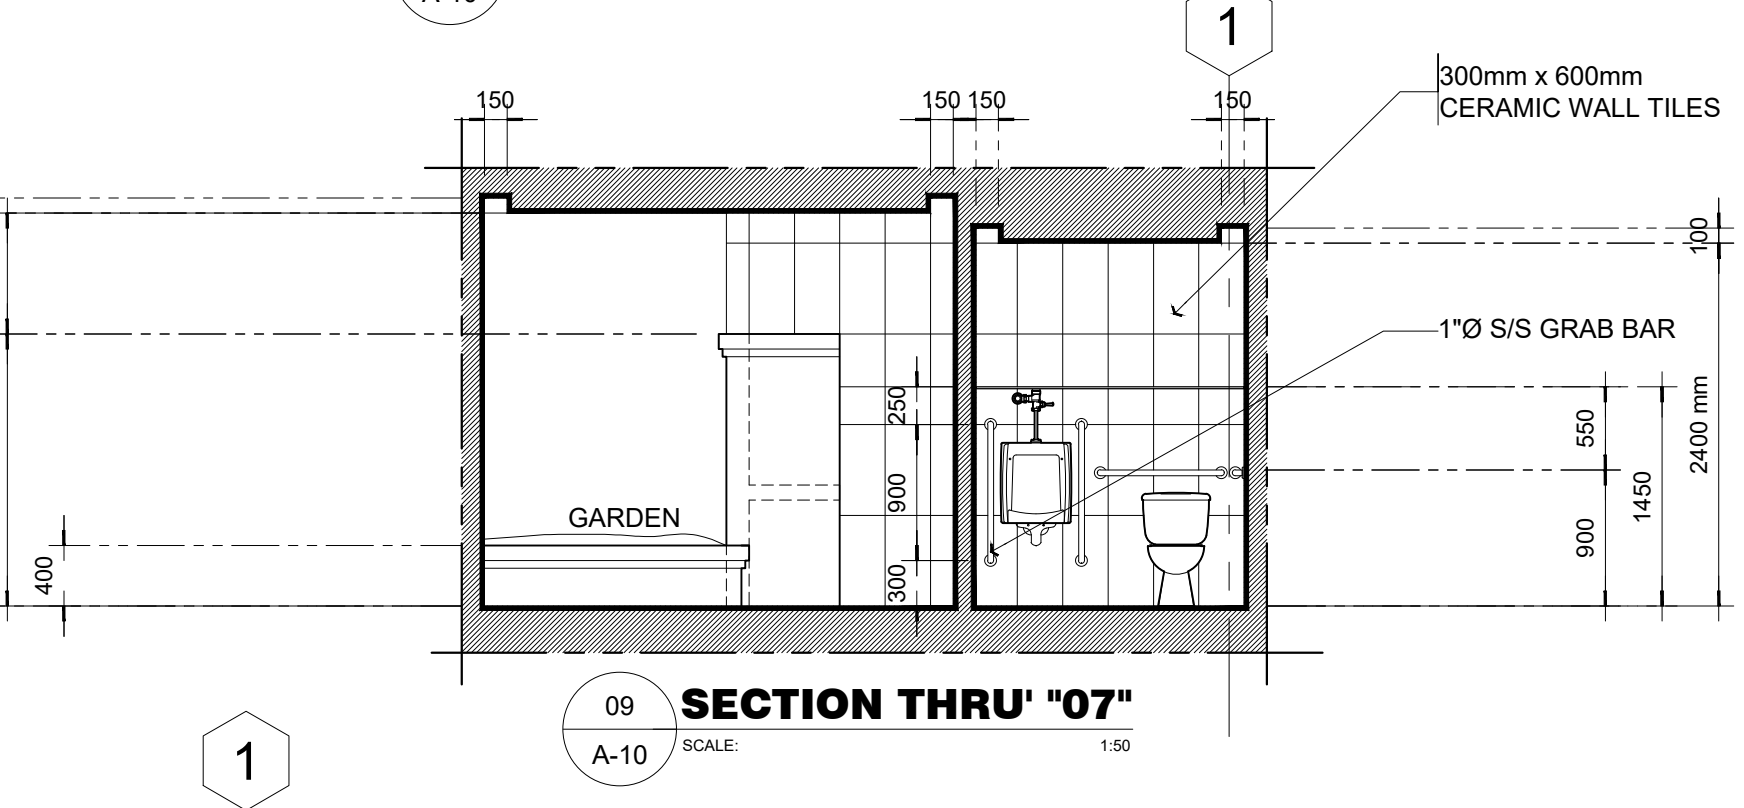 A-10
1
300mm x 600mm
CERAMIC WALL TILES
150
150
150
150
100
1"Ø S/S GRAB BAR
250
550
2400 mm
900
1450
GARDEN
900
400
300
09
SECTION THRU' "07"
A-10
SCALE:
1:50
1